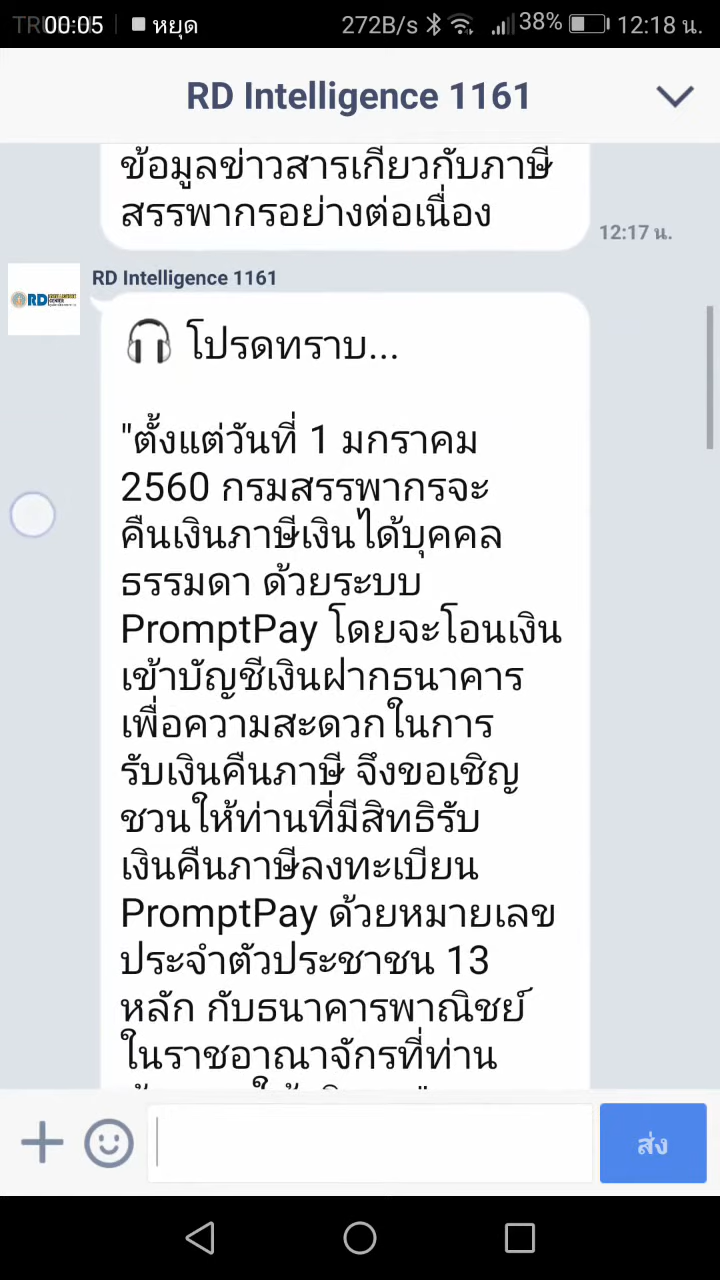 00:05 หยุด 272B/s 38% 12:18 น.
RD Intelligence 1161
ข้อมูลข่าวสารเกี่ยวกับภาษี
สรรพากรอย่างต่อเนื่อง
12:17 น.
RD
RD Intelligence 1161
โปรดทราบ...
"ตั้งแต่วันที่ 1 มกราคม
2560 กรมสรรพากรจะ
คืนเงินภาษีเงินได้บุคคล
ธรรมดา ด้วยระบบ
PromptPay โดยจะโอนเงิน
เข้าบัญชีเงินฝากธนาคาร
เพื่อความสะดวกในการ
รับเงินคืนภาษี จึงขอเชิญ
ชวนให้ท่านที่มีสิทธิรับ
เงินคืนภาษีลงทะเบียน
PromptPay ด้วยหมายเลข
ประจำตัวประชาชน 13
หลัก กับธนาคารพาณิชย์
ในราชอาณาจักรที่ท่าน
ส่ง